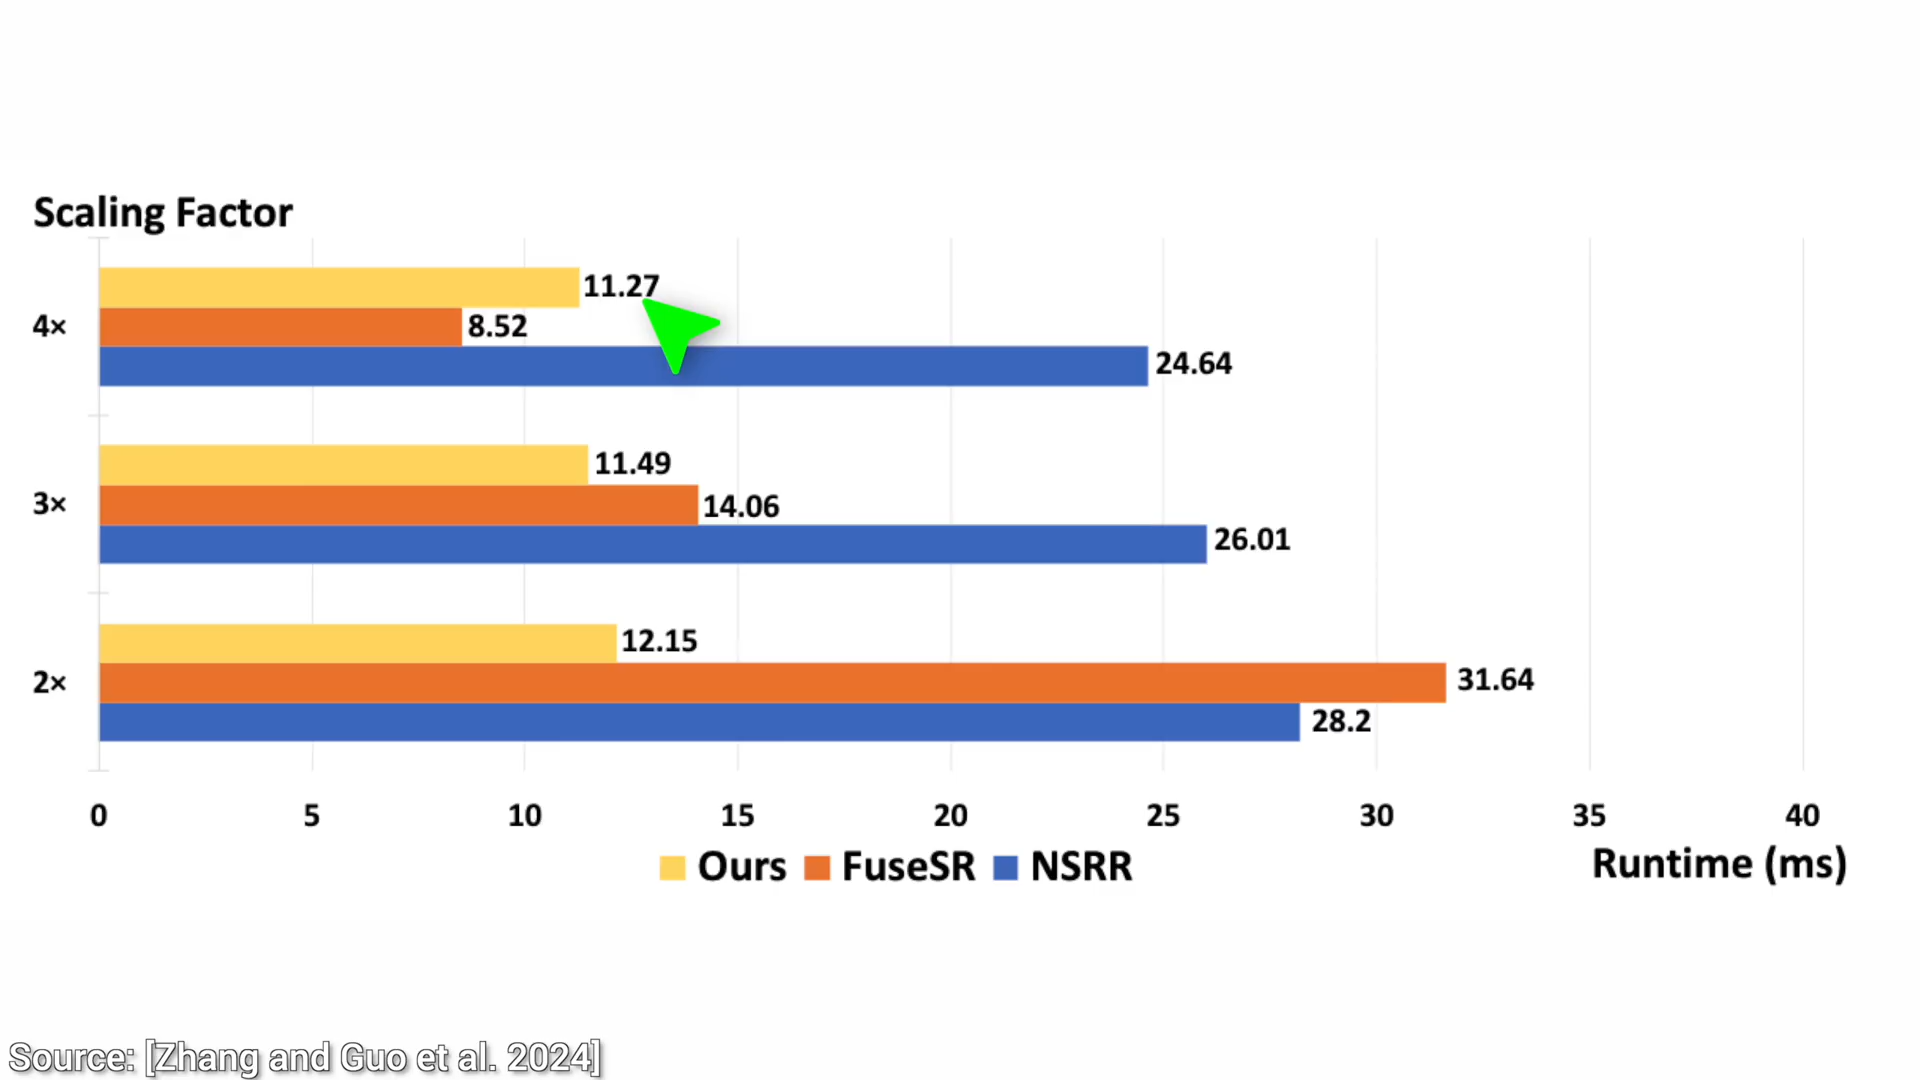 Scaling Factor
11.27
4×
8.52
24.64
11.49
3×
14.06
26.01
12.15
2×
31.64
28.2
0 5 10 15 20 25 30 35 40
Ours FuseSR NSRR
Runtime (ms)
Source: [Zhang and Guo et al. 2024]